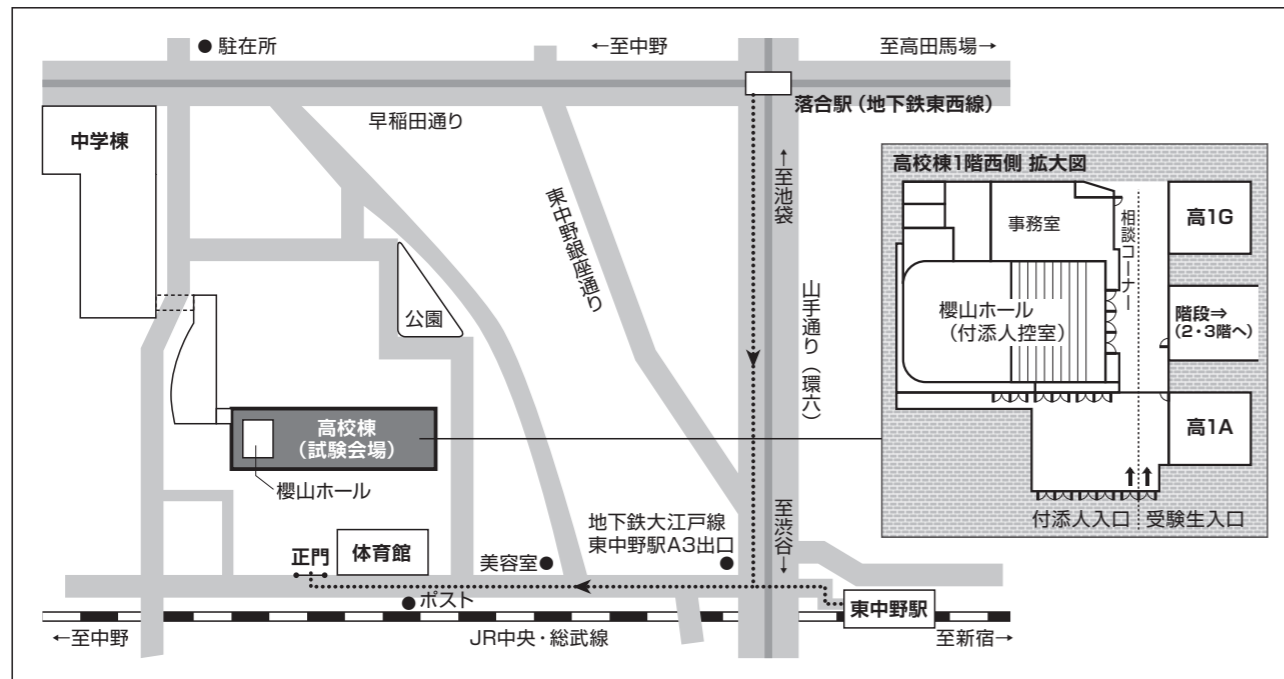 駐在所
←至中野
至高田馬場→
落合駅（地下鉄東西線）
早稲田通り
中学棟
東中野銀座通り
←至池袋
山手通り（環六）
公園
高校棟
（試験会場）
櫻山ホール
至渋谷→
地下鉄大江戸線
東中野駅A3出口
美容室
正門
体育館
ポスト
東中野駅
←至中野
JR中央・総武線
至新宿→
高校棟1階西側 拡大図
事務室
相談コーナー
高1G
櫻山ホール
（付添人控室）
階段⇒
（2・3階へ）
高1A
付添人入口
受験生入口